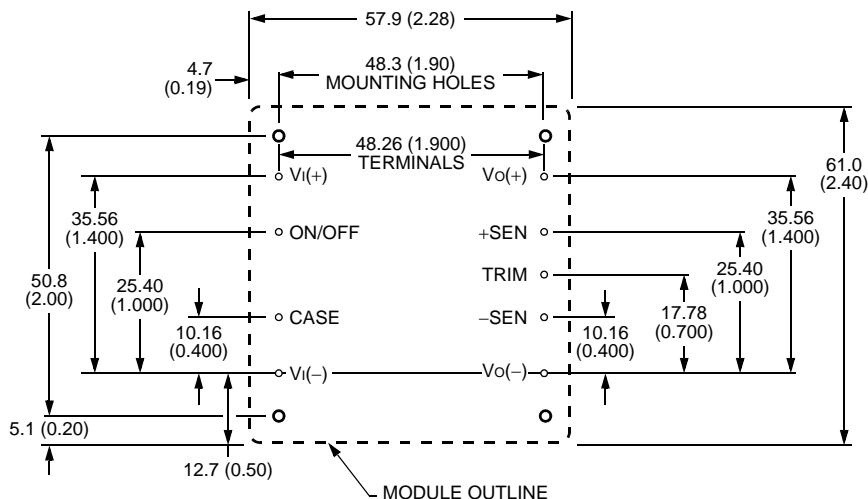 57.9 (2.28)
4.7
(0.19)
48.3 (1.90)
MOUNTING HOLES
48.26 (1.900)
TERMINALS
VI(+)
VO(+)
61.0
(2.40)
35.56
(1.400)
35.56
(1.400)
ON/OFF
+SEN
50.8
(2.00)
25.40
(1.000)
TRIM
25.40
(1.000)
17.78
(0.700)
10.16
(0.400)
CASE
–SEN
10.16
(0.400)
VI(–)
VO(–)
5.1 (0.20)
12.7 (0.50)
MODULE OUTLINE